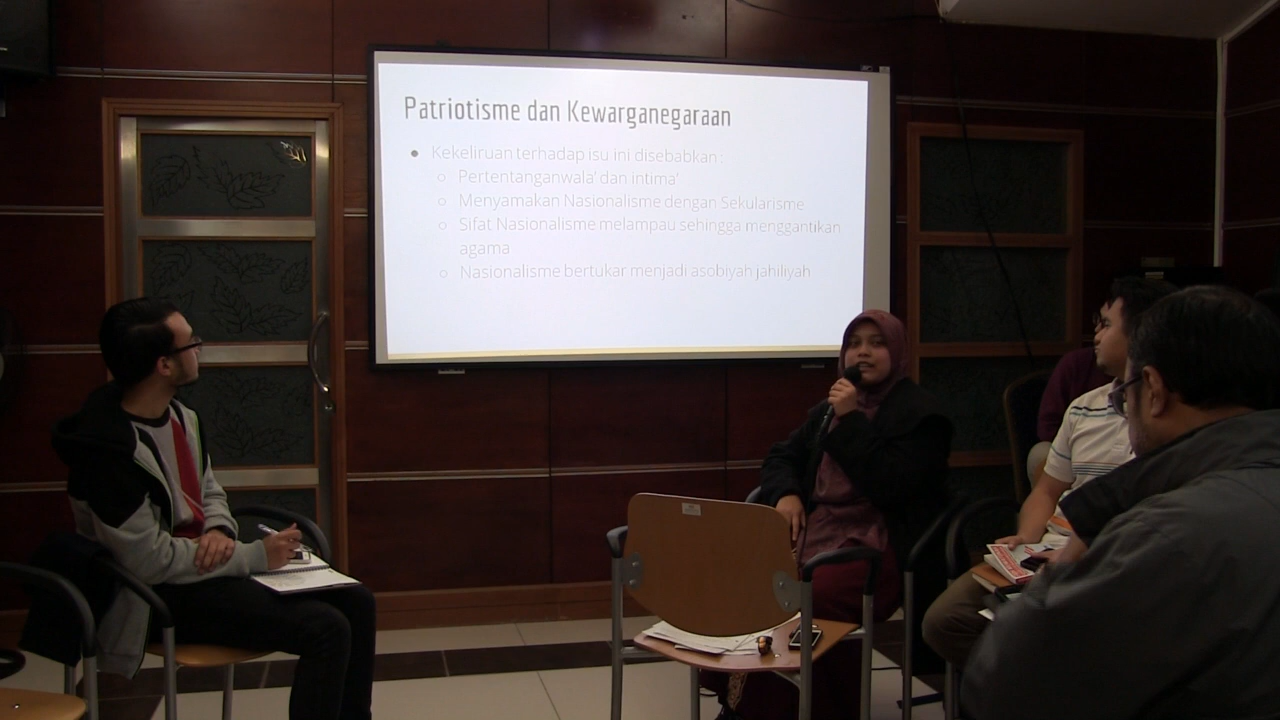 Patriotisme dan Kewarganegaraan
Kekeliruan terhadap isu ini disebabkan :
Pertentanganwala' dan intima'
Menyamakan Nasionalisme dengan Sekularisme
Sifat Nasionalisme melampau sehingga menggantikan
agama
Nasionalisme bertukar menjadi asobiyah jahiliyah